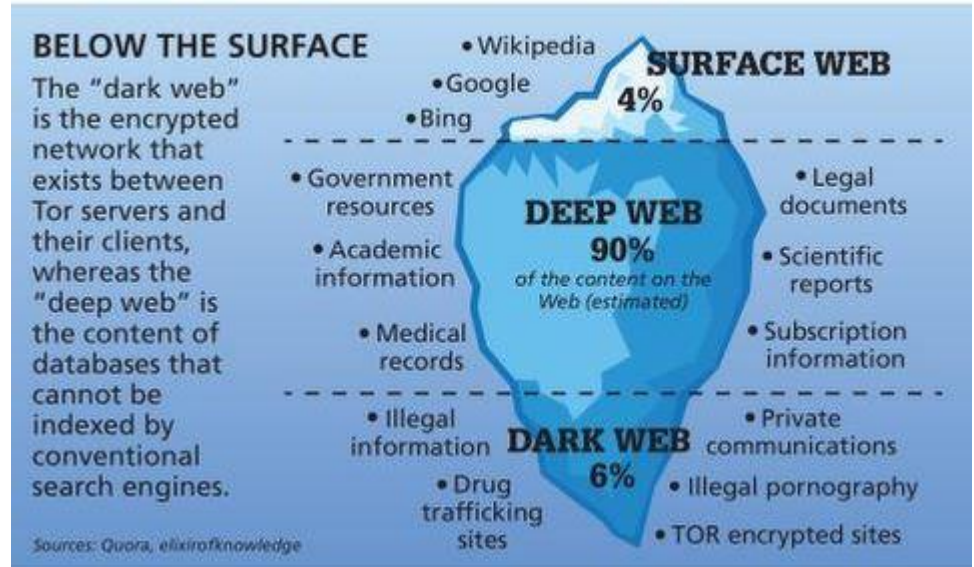 BELOW THE SURFACE
The "dark web"
is the encrypted
network that
exists between
Tor servers and
their clients,
whereas the
"deep web" is
the content of
databases that
cannot be
indexed by
conventional
search engines.
Sources: Quora, elixirofknowledge
• Wikipedia
• Google
• Bing
SURFACE WEB
4%
• Government
resources
• Academic
information
• Medical
records
DEEP WEB
90%
of the content on the
Web (estimated)
• Legal
documents
• Scientific
reports
• Subscription
information
• Illegal
information
• Drug
trafficking
sites
DARK WEB
6%
• Private
communications
• Illegal pornography
• TOR encrypted sites